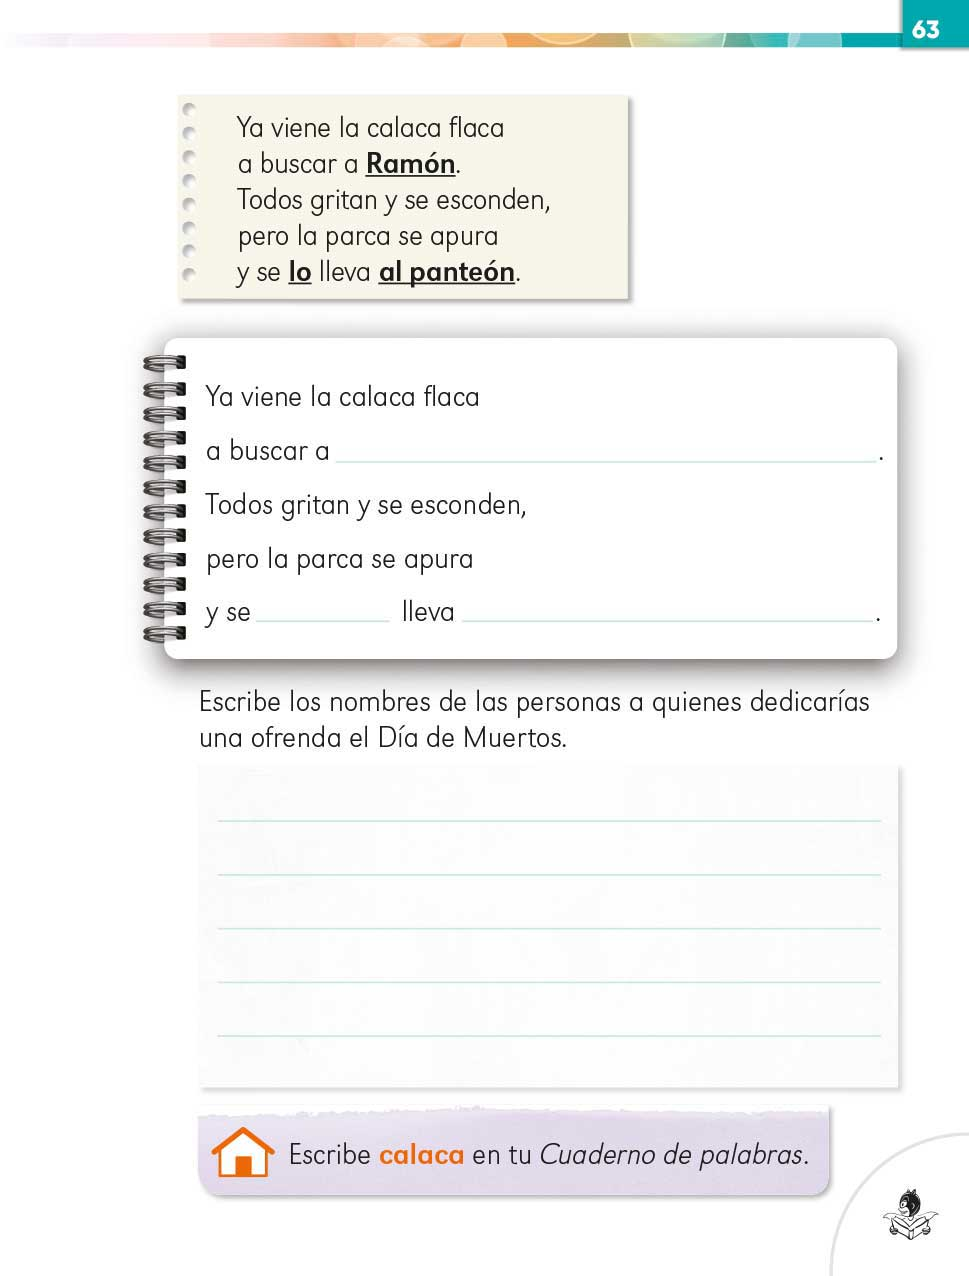 63
Ya viene la calaca flaca
a buscar a Ramón.
Todos gritan y se esconden,
pero la parca se apura
y se lo lleva al panteón.
Ya viene la calaca flaca
a buscar a .
Todos gritan y se esconden,
pero la parca se apura
y se lleva .
Escribe los nombres de las personas a quienes dedicarías
una ofrenda el Día de Muertos.
Escribe calaca en tu Cuaderno de palabras.